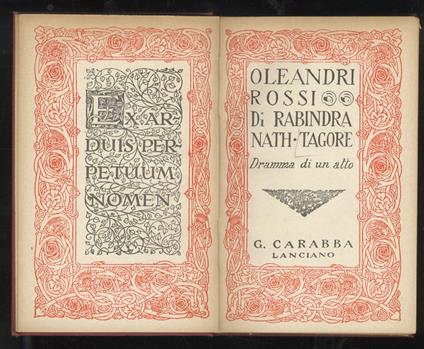 EX·AR-
DUIS PER-
PETUUM
NOMEN
OLEANDRI
ROSSI
Di RABINDRA
NATH·TAGORE
Dramma di un atto
G. CARABBA
LANCIANO